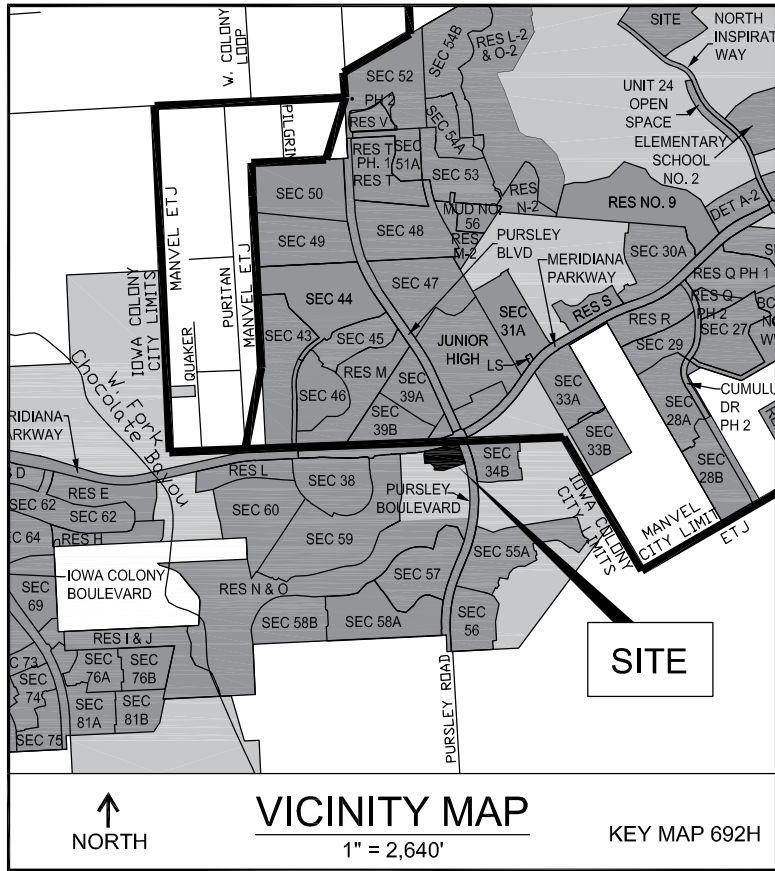 SITE
NORTH
INSPIRAT
WAY
W. COLONY
LOOP
SEC 54B
RES L-2
& O-2
SEC 52
PH 2
UNIT 24
OPEN
SPACE
ELEMENTARY
SCHOOL
NO. 2
PILGRIM
RES V
SEC 54A
RES T
PH. 1
RES T
SEC
51A
SEC 53
SEC 50
RES
N-2
RES NO. 9
DET A-2
MUD NO.
56
RES
M-2
SEC 49
SEC 48
PURSLEY
BLVD
MERIDIANA
PARKWAY
SEC 30A
RES Q PH 1
RES Q
PH 2
MANVEL ETJ
PURITAN
MANVEL ETJ
IOWA COLONY
CITY LIMITS
QUAKER
SEC 47
SEC 44
SEC
31A
RES S
RES R
SEC 27
SEC 29
SEC 43
SEC 45
JUNIOR
HIGH
LS
RES M
SEC
39A
SEC 46
SEC
39B
SEC
33A
SEC
33B
SEC
28A
SEC
28B
CUMUL
DR
PH 2
W. Fork
Chocolate Bayou
RIDIANA
ARKWAY
D
RES E
SEC 62
SEC 62
RES L
SEC 38
SEC
34B
PURSLEY
BOULEVARD
IOWA COLONY
CITY LIMITS
MANVEL
CITY LIMIT
ETJ
SEC 60
SEC 59
C 64
RES H
IOWA COLONY
BOULEVARD
SEC 55A
SEC 57
SEC
69
RES N & O
SEC 58B
SEC 58A
SEC
56
RES I & J
C 73
SEC
74
SEC
76A
SEC
76B
SEC
81A
SEC
81B
SEC 75
PURSLEY ROAD
SITE
NORTH
VICINITY MAP
1" = 2,640'
KEY MAP 692H